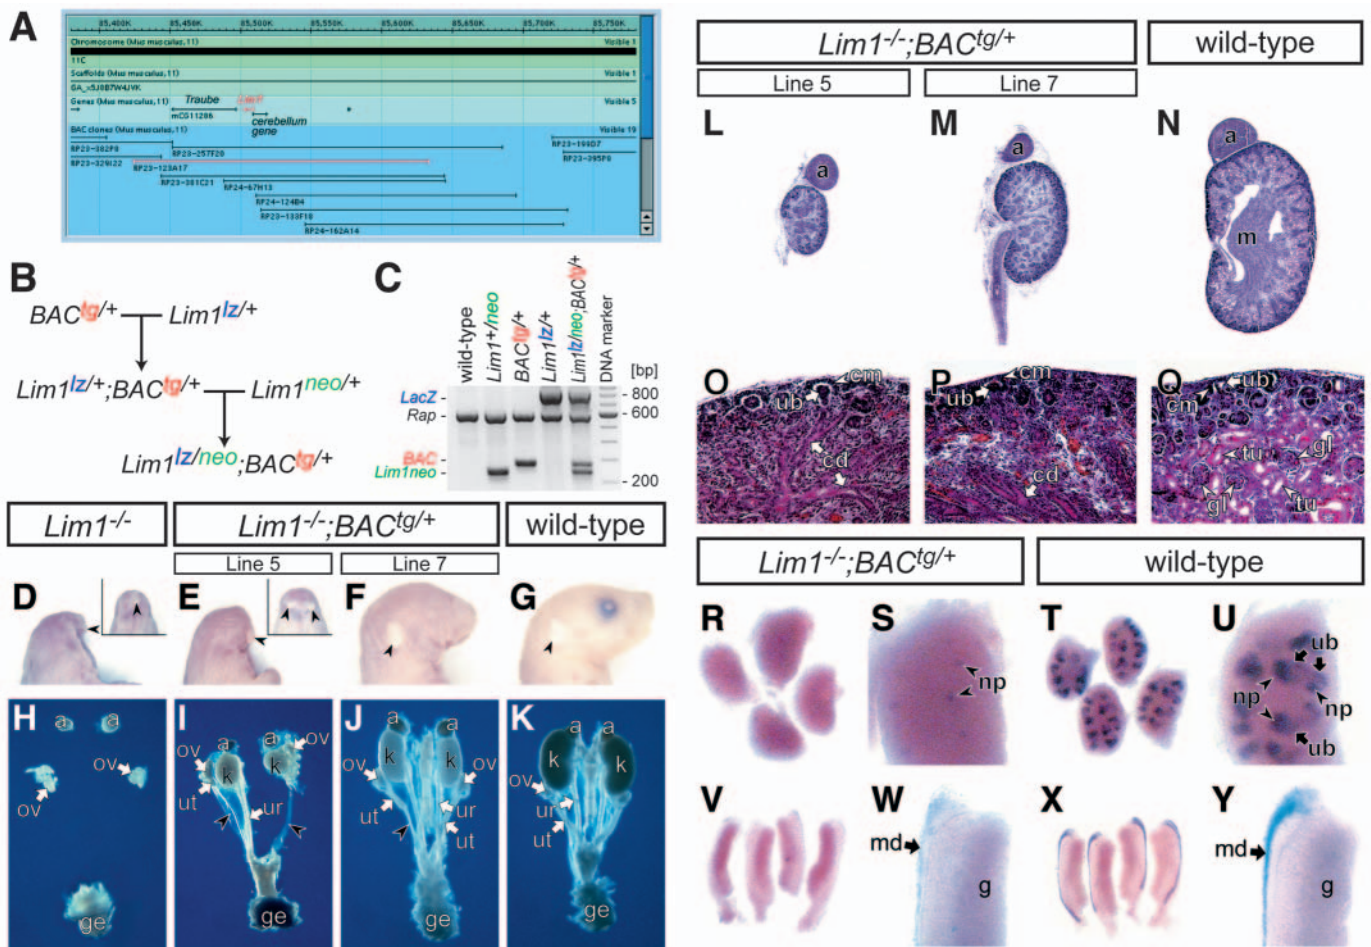 A
85,400K 85,450K 85,500K 85,550K 85,600K 85,650K 85,700K 85,750K
Chromosome (Mus musculus, 11) Visible 1
11C
Scaffolds (Mus musculus, 11) Visible 1
GA_x5J8B7W4JVK
Genes (Mus musculus, 11) Visible 5
Traube
mCG11286
cerebellum
gene
BAC clones (Mus musculus, 11) Visible 19
RP23-382P8
RP23-257F20
RP23-198D7
RP23-329I22
RP23-395P8
RP23-123A17
RP23-381C21
RP24-67H13
RP24-124B4
RP23-133F18
RP24-162A14
B
BACtg/+ Lim1lz/+
Lim1lz/+;BACtg/+ Lim1neo/+
Lim1lz/neo;BACtg/+
C
wild-type
Lim1+/neo
BACtg/+
Lim1lz/+
Lim1lz/neo;BACtg/+
DNA marker
[bp]
LacZ
Rap
BAC
Lim1neo
- 800
- 600
- 200
Lim1-/- Lim1-/-;BACtg/+ wild-type
Line 5 Line 7
D E F G
H I J K
a a a a a a a a
k k k k k k
ov ov ov ov ov ov ov
ut ur ut ur ut ur ut
ge ge ge ge
Lim1-/-;BACtg/+ wild-type
Line 5 Line 7
L M N
a a a
m
O P Q
cm ub cm ub ub cm
cd cd tu gl gl tu
Lim1-/-;BACtg/+ wild-type
R S T U
np ub np np ub
V W X Y
md g md g